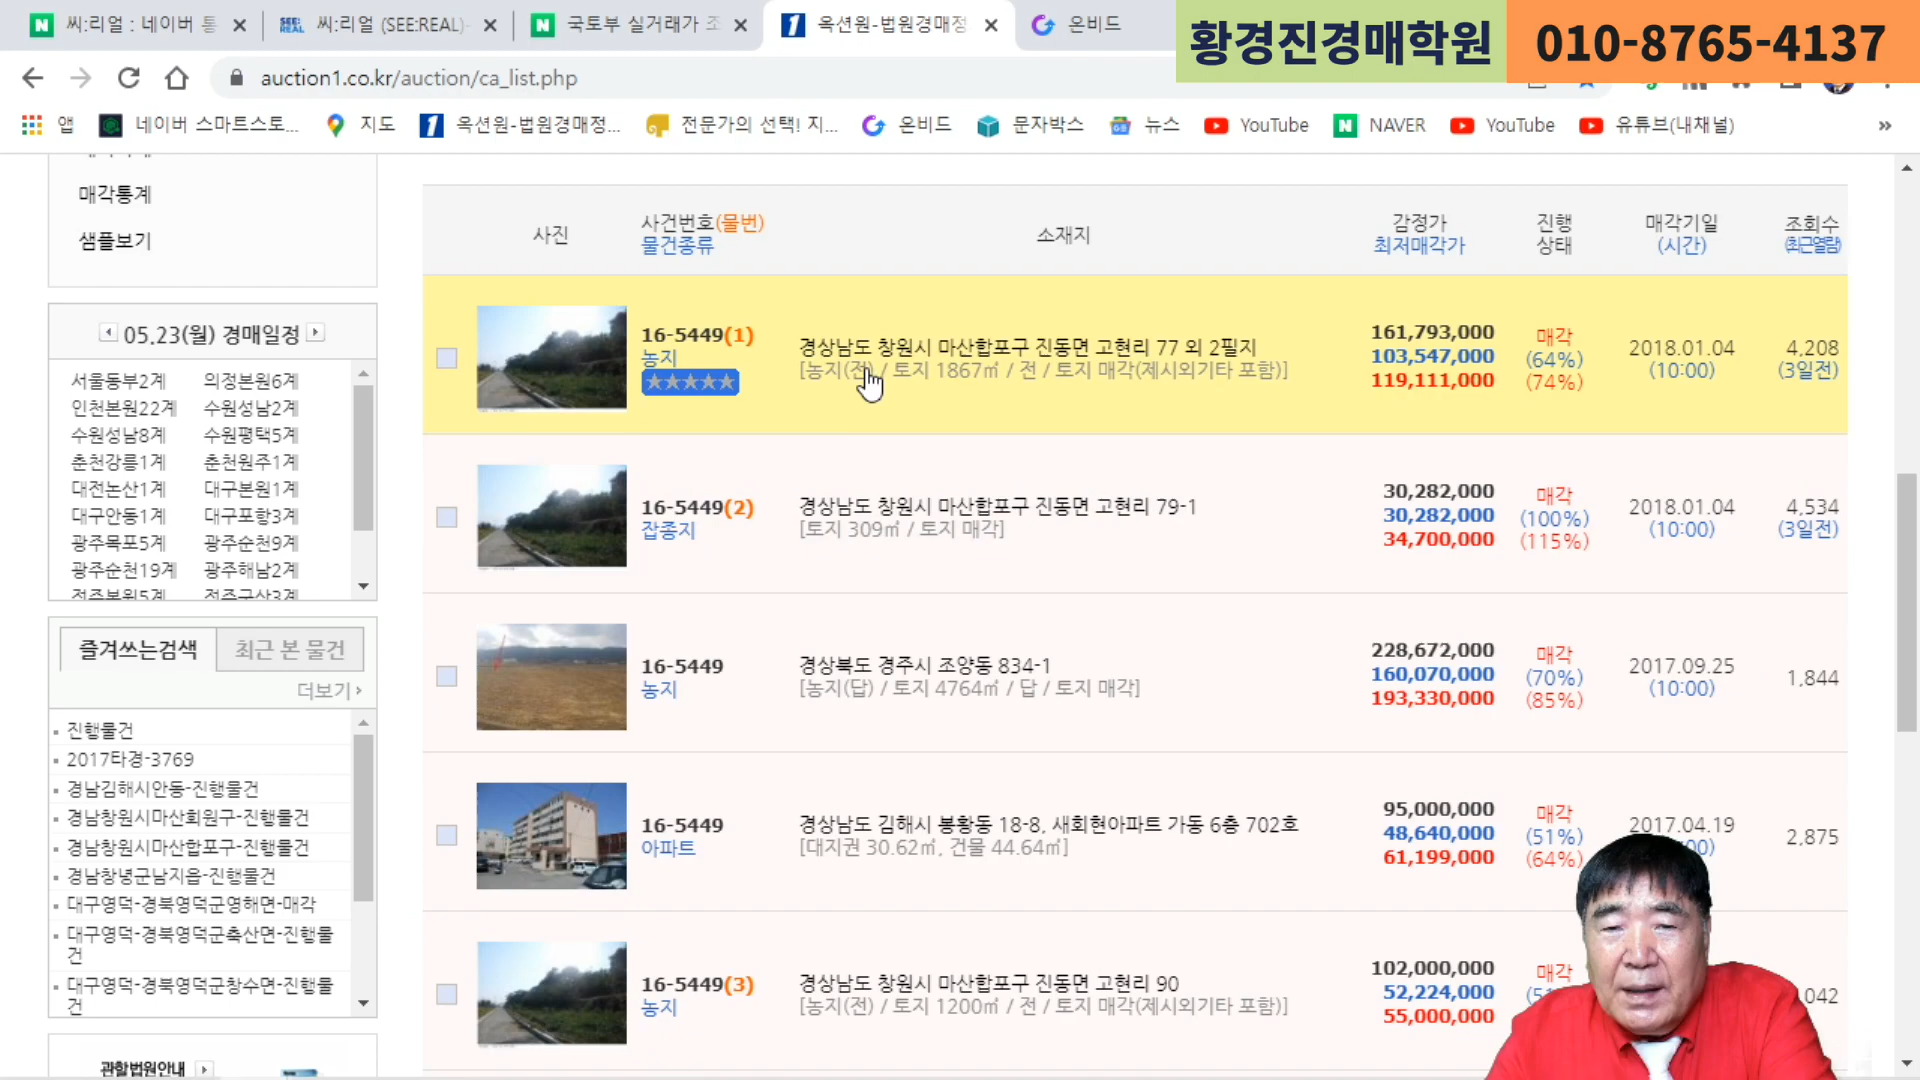 씨:리얼 : 네이버 통
씨:리얼 (SEE:REAL)-
국토부 실거래가 조
옥션원-법원경매정
온비드
황경진경매학원
010-8765-4137
auction1.co.kr/auction/ca_list.php
앱
네이버 스마트스토...
지도
옥션원-법원경매정...
전문가의 선택! 지...
온비드
문자박스
뉴스
YouTube
NAVER
YouTube
유튜브(내채널)
»
매각통계
샘플보기
05.23(월) 경매일정
서울동부2계 의정본원6계
인천본원22계 수원성남2계
수원성남8계 수원평택5계
춘천강릉1계 춘천원주1계
대전논산1계 대구본원1계
대구안동1계 대구포항3계
광주목포5계 광주순천9계
광주순천19계 광주해남2계
전주본원5계 전주군산3계
즐겨쓰는검색 최근 본 물건
더보기
진행물건
2017타경-3769
경남김해시안동-진행물건
경남창원시마산회원구-진행물건
경남창원시마산합포구-진행물건
경남창녕군남지읍-진행물건
대구영덕-경북영덕군영해면-매각
대구영덕-경북영덕군축산면-진행물
건
대구영덕-경북영덕군창수면-진행물
건
관할법원안내
사진
사건번호(물번)
물건종류
소재지
감정가
최저매각가
진행
상태
매각기일
(시간)
조회수
(최근열람)
16-5449(1)
농지
★★★★★
경상남도 창원시 마산합포구 진동면 고현리 77 외 2필지
[농지(전) / 토지 1867㎡ / 전 / 토지 매각(제시외기타 포함)]
161,793,000
103,547,000
119,111,000
매각
(64%)
(74%)
2018.01.04
(10:00)
4,208
(3일전)
16-5449(2)
잡종지
경상남도 창원시 마산합포구 진동면 고현리 79-1
[토지 309㎡ / 토지 매각]
30,282,000
30,282,000
34,700,000
매각
(100%)
(115%)
2018.01.04
(10:00)
4,534
(3일전)
16-5449
농지
경상북도 경주시 조양동 834-1
[농지(답) / 토지 4764㎡ / 답 / 토지 매각]
228,672,000
160,070,000
193,330,000
매각
(70%)
(85%)
2017.09.25
(10:00)
1,844
16-5449
아파트
경상남도 김해시 봉황동 18-8, 새회현아파트 가동 6층 702호
[대지권 30.62㎡, 건물 44.64㎡]
95,000,000
48,640,000
61,199,000
매각
(51%)
(64%)
2017.04.19
2,875
16-5449(3)
농지
경상남도 창원시 마산합포구 진동면 고현리 90
[농지(전) / 토지 1200㎡ / 전 / 토지 매각(제시외기타 포함)]
102,000,000
52,224,000
55,000,000
매각